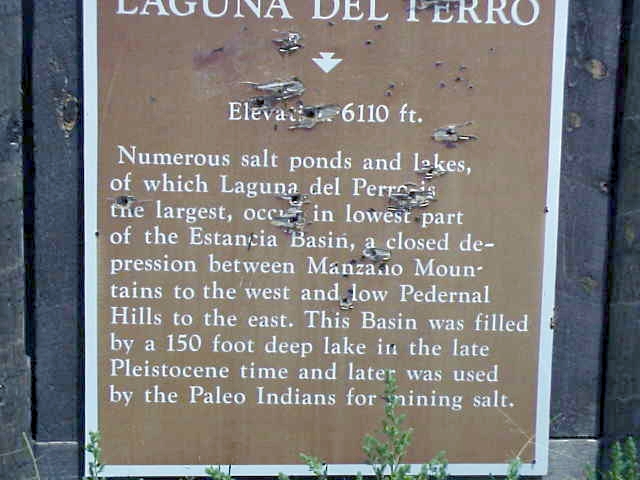 LAGUNA DEL PERRO
Elevation 6110 ft.
Numerous salt ponds and lakes,
of which Laguna del Perro is
the largest, occur in lowest part
of the Estancia Basin, a closed de-
pression between Manzano Moun-
tains to the west and low Pedernal
Hills to the east. This Basin was filled
by a 150 foot deep lake in the late
Pleistocene time and later was used
by the Paleo Indians for mining salt.